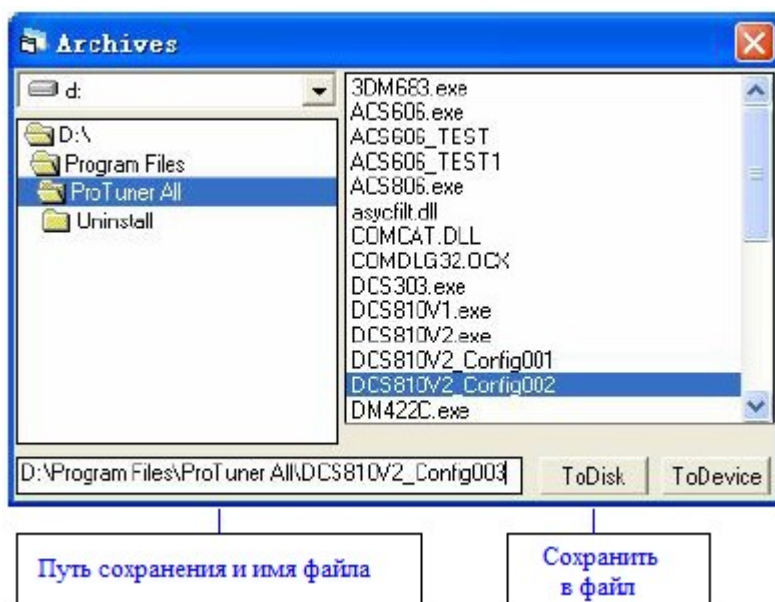 Archives
d:
D:\
Program Files
ProTuner All
Uninstall
3DM683.exe
ACS606.exe
ACS606_TEST
ACS606_TEST1
ACS806.exe
asycfilt.dll
COMCAT.DLL
COMDLG32.OCX
DCS303.exe
DCS810V1.exe
DCS810V2.exe
DCS810V2_Config001
DCS810V2_Config002
DM422C.exe
D:\Program Files\ProTuner All\DCS810V2_Config003
ToDisk
ToDevice
Путь сохранения и имя файла
Сохранить
в файл